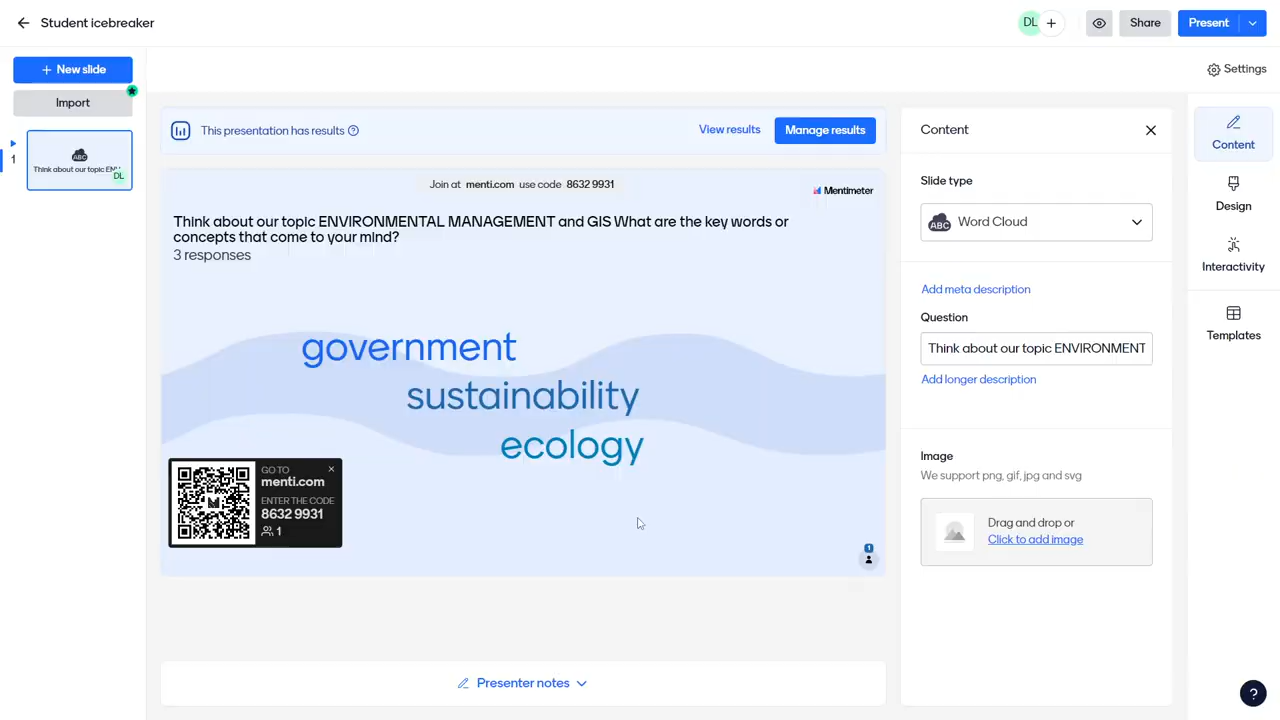 Student icebreaker
DL
Share
Present
New slide
Import
Settings
1
ABC
Think about our topic EN
DL
This presentation has results
View results
Manage results
Join at menti.com use code 8632 9931
Mentimeter
Think about our topic ENVIRONMENTAL MANAGEMENT and GIS What are the key words or
concepts that come to your mind?
3 responses
government
sustainability
ecology
GO TO
menti.com
ENTER THE CODE
8632 9931
1
1
Presenter notes
Content
Slide type
ABC Word Cloud
Add meta description
Question
Think about our topic ENVIRONMENT
Add longer description
Image
We support png, gif, jpg and svg
Drag and drop or
Click to add image
Content
Design
Interactivity
Templates
?